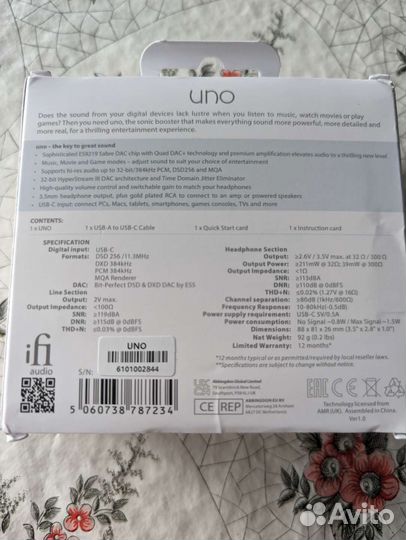 uno
Does the sound from your digital devices lack lustre when you listen to music, watch movies or play
games? Then you need uno, the sonic booster that makes everything sound more powerful, more detailed and
more real, for a thrilling entertainment experience.
uno - the key to great sound
• Sophisticated ES9219 Sabre DAC chip with Quad DAC+ technology and premium amplification elevates audio to a thrilling new level
• Music, Movie and Game modes – adjust sound to suit your choice of entertainment
• Supports hi-res audio up to 32-bit/384kHz PCM, DSD256 and MQA
• 32-bit HyperStream III DAC architecture and Time Domain Jitter Eliminator
• High-quality volume control and switchable gain to match your headphones
• 3.5mm headphone output, plus gold plated RCA to connect to an amp or powered speakers
• USB-C input: connect PCs, Macs, tablets, smartphones, games consoles, TVs and more
CONTENTS:
1 x UNO 1 x USB-A to USB-C Cable 1 x Quick Start card 1 x Instruction card
SPECIFICATION
Digital input: USB-C
Formats: DSD 256 /11.3MHz
DXD 384kHz
PCM 384kHz
MQA Renderer
DAC: Bit-Perfect DSD & DXD DAC by ESS
Output: 2V max.
Output Impedance: <100Ω
SNR: ≥119dBA
DNR: ≥115dB @ 0dBFS
THD+N: ≤0.03% @ 0dBFS
Headphone Section
Output: ≥2.6V / 3.5V max. at 32 Ω / 300Ω
Output Power: ≥211mW @ 32Ω; 39mW @ 300Ω
Output Impedance: <1Ω
SNR: ≥115dBA
DNR: ≥110dB @ 0dBFS
THD+N: ≤0.02% (1.27V @ 16Ω)
Channel separation: ≥80dB (1kHz/600Ω)
Frequency Response: 10-80kHz(-0.5dB)
Power supply requirements: USB-C 5V/0.5A
Power Consumption: No Signal ~0.8W / Max Signal ~1.5W
Dimensions: 88 x 81 x 26 mm (3.5" x 2.8" x 1.0")
Net weight: 92 g (0.2 lbs)
Limited Warranty: 12 months*
*12 months typical or as permitted/required by local reseller laws.
*Specifications are subject to change without notice.
ifi
audio
S/N:
UNO
6101002844
5 060738 787234
Abbingdon Global Limited
Southport, PR8
CE REP
ABBINGDON EU BV
EAC CE
Technology licensed from
AMR (UK). Assembled in China.
Ver1.0
Avito